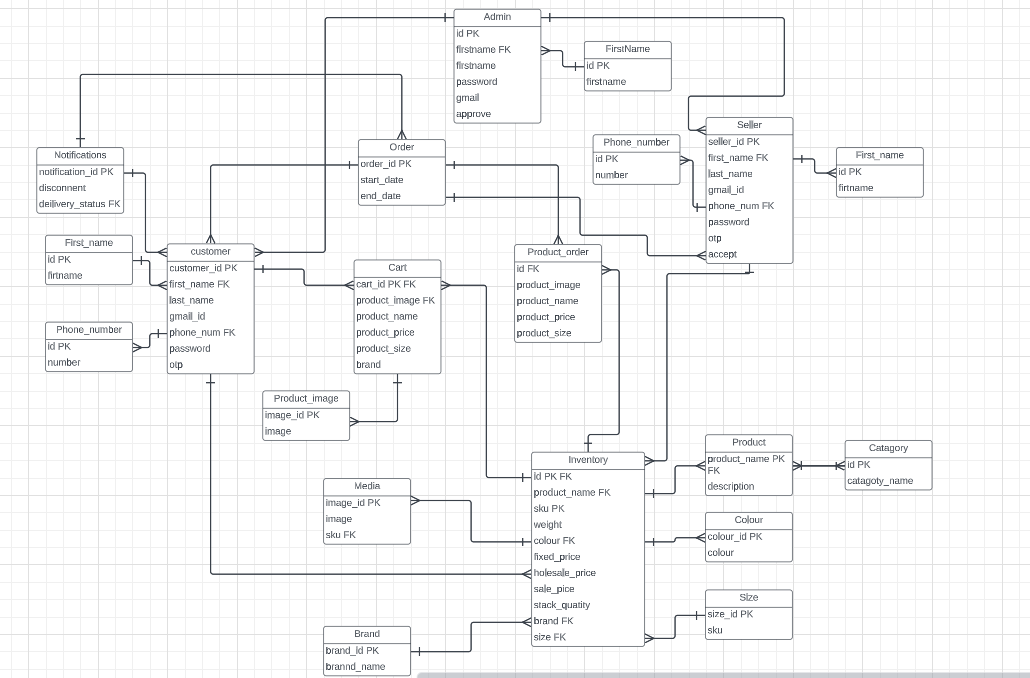 Admin
id PK
firstname FK
firstname
password
gmail
approve
FirstName
id PK
firstname
Seller
seller_id PK
first_name FK
last_name
gmail_id
phone_num FK
password
otp
accept
Phone_number
id PK
number
First_name
id PK
firtname
Notifications
notification_id PK
disconnent
deilivery_status FK
Order
order_id PK
start_date
end_date
First_name
id PK
firtname
customer
customer_id PK
first_name FK
last_name
gmail_id
phone_num FK
password
otp
Phone_number
id PK
number
Cart
cart_id PK FK
product_image FK
product_name
product_price
product_size
brand
Product_order
id FK
product_image
product_name
product_price
product_size
Product_image
image_id PK
image
Inventory
id PK FK
product_name FK
sku PK
weight
colour FK
fixed_price
holesale_price
sale_pice
stack_quatity
brand FK
size FK
Product
product_name PK
FK
description
Catagory
id PK
catagoty_name
Media
image_id PK
image
sku FK
Colour
colour_id PK
colour
Size
size_id PK
sku
Brand
brand_id PK
brannd_name